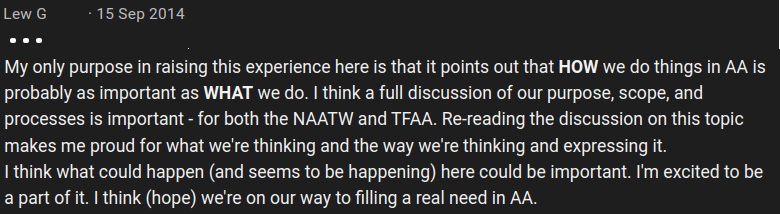 Lew G · 15 Sep 2014
My only purpose in raising this experience here is that it points out that HOW we do things in AA is
probably as important as WHAT we do. I think a full discussion of our purpose, scope, and
processes is important - for both the NAATW and TFAA. Re-reading the discussion on this topic
makes me proud for what we're thinking and the way we're thinking and expressing it.
I think what could happen (and seems to be happening) here could be important. I'm excited to be
a part of it. I think (hope) we're on our way to filling a real need in AA.